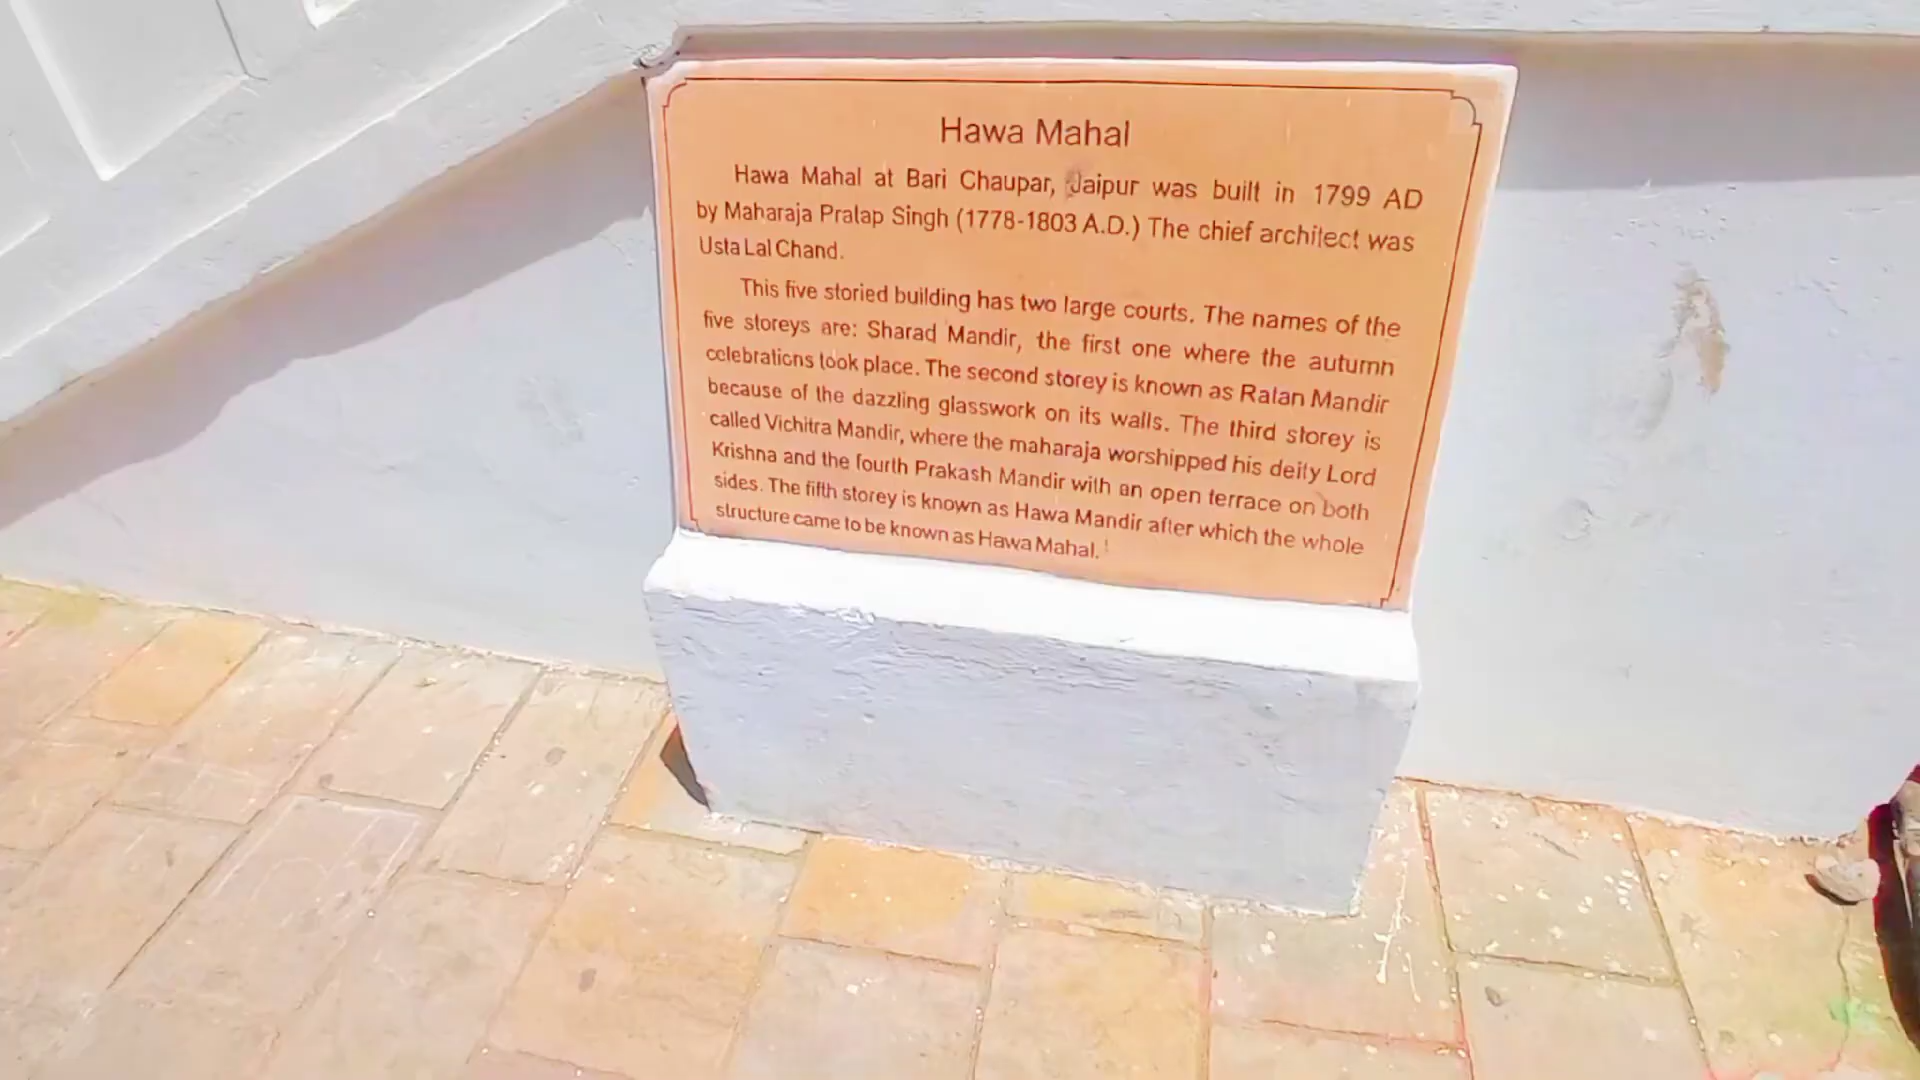 Hawa Mahal
Hawa Mahal at Bari Chaupar, Jaipur was built in 1799 AD
by Maharaja Pratap Singh (1778-1803 A.D.) The chief architect was
Usta Lal Chand.
This five storied building has two large courts. The names of the
five storeys are: Sharad Mandir, the first one where the autumn
celebrations took place. The second storey is known as Ratan Mandir
because of the dazzling glasswork on its walls. The third storey is
called Vichitra Mandir, where the maharaja worshipped his deity Lord
Krishna and the fourth Prakash Mandir with an open terrace on both
sides. The fifth storey is known as Hawa Mandir after which the whole
structure came to be known as Hawa Mahal.